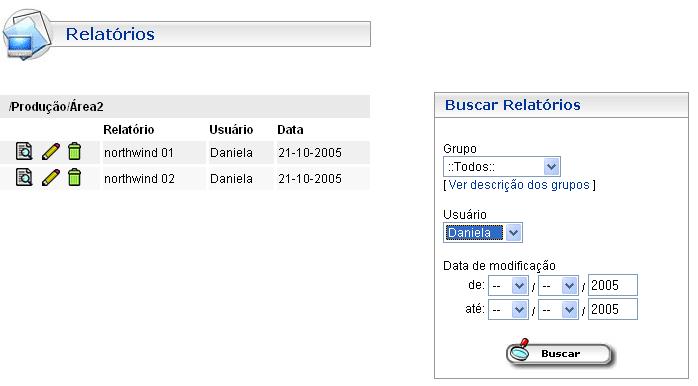 Relatórios
/Produção/Área2
Relatório Usuário Data
northwind 01 Daniela 21-10-2005
northwind 02 Daniela 21-10-2005
Buscar Relatórios
Grupo
::Todos::
[ Ver descrição dos grupos ]
Usuário
Daniela
Data de modificação
de: -- / -- / 2005
até: -- / -- / 2005
Buscar